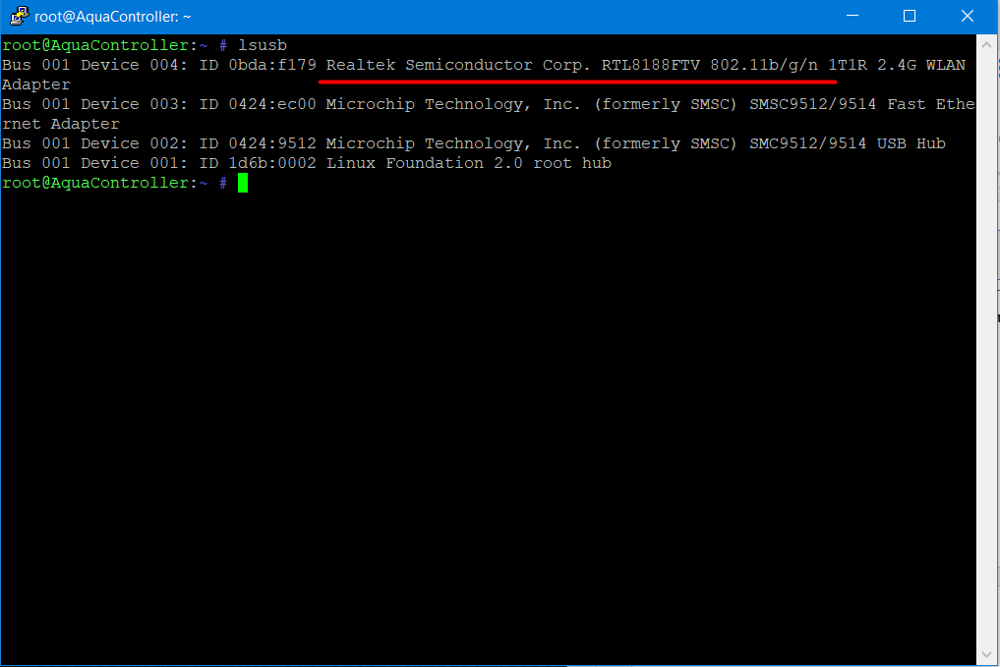 root@AquaController: ~
root@AquaController:~ # lsusb
Bus 001 Device 004: ID 0bda:f179 Realtek Semiconductor Corp. RTL8188FTV 802.11b/g/n 1T1R 2.4G WLAN
Adapter
Bus 001 Device 003: ID 0424:ec00 Microchip Technology, Inc. (formerly SMSC) SMSC9512/9514 Fast Ethe
rnet Adapter
Bus 001 Device 002: ID 0424:9512 Microchip Technology, Inc. (formerly SMSC) SMC9512/9514 USB Hub
Bus 001 Device 001: ID 1d6b:0002 Linux Foundation 2.0 root hub
root@AquaController:~ #